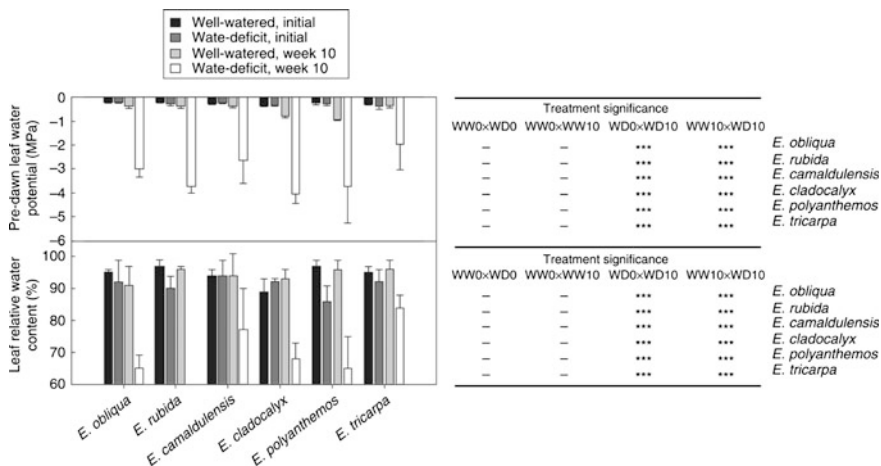 Well-watered, initial
Wate-deficit, initial
Well-watered, week 10
Wate-deficit, week 10
Pre-dawn leaf water
potential (MPa)
0
–1
–2
–3
–4
–5
–6
Leaf relative water
content (%)
100
90
80
70
60
E. obliqua
E. rubida
E. camaldulensis
E. cladocalyx
E. polyanthemos
E. tricarpa
Treatment significance
WW0×WD0 WW0×WW10 WD0×WD10 WW10×WD10
– – *** *** E. obliqua
– – *** *** E. rubida
– – *** *** E. camaldulensis
– – *** *** E. cladocalyx
– – *** *** E. polyanthemos
– – *** *** E. tricarpa
Treatment significance
WW0×WD0 WW0×WW10 WD0×WD10 WW10×WD10
– – *** *** E. obliqua
– – *** *** E. rubida
– – *** *** E. camaldulensis
– – *** *** E. cladocalyx
– – *** *** E. polyanthemos
– – *** *** E. tricarpa